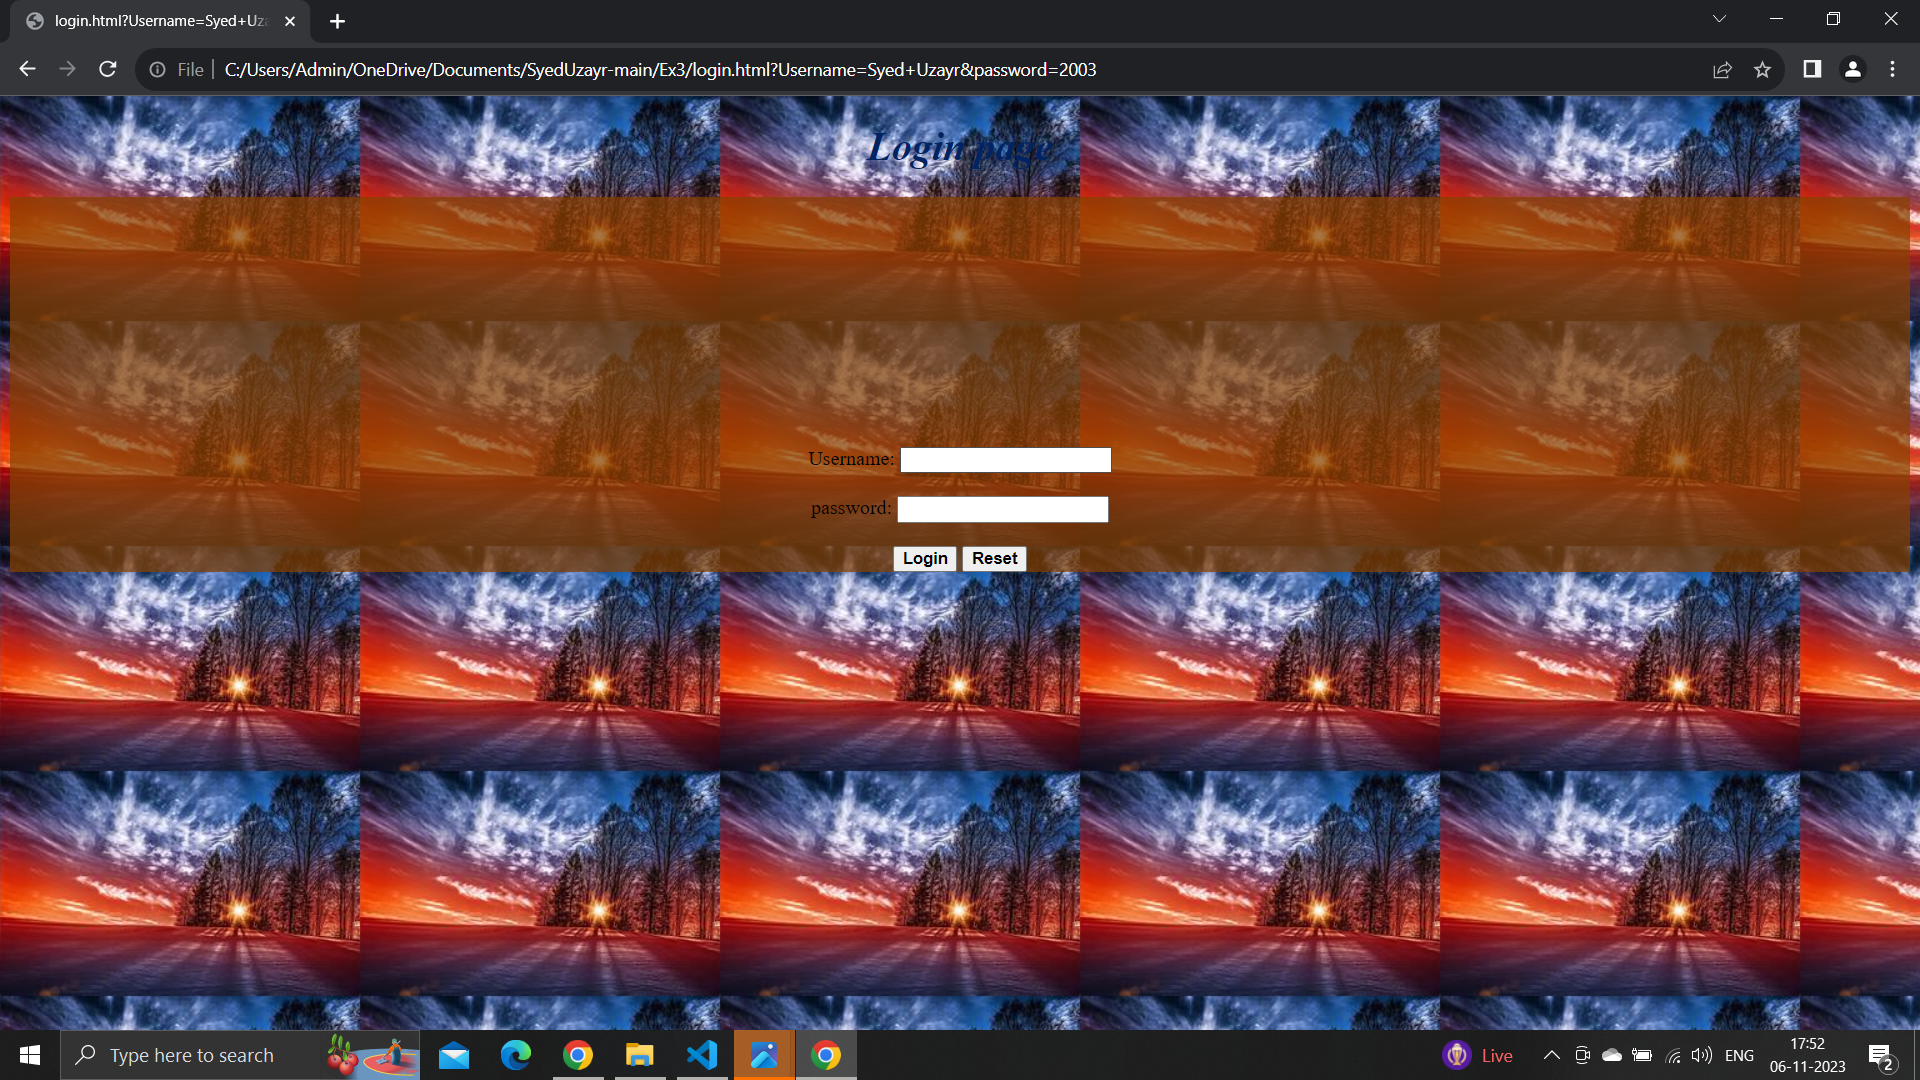 login.html?Username=Syed+Uza
File
C:/Users/Admin/OneDrive/Documents/SyedUzayr-main/Ex3/login.html?Username=Syed+Uzayr&password=2003
Login page
Username:
password:
Login Reset
Type here to search
Live
ENG
17:52
06-11-2023
2